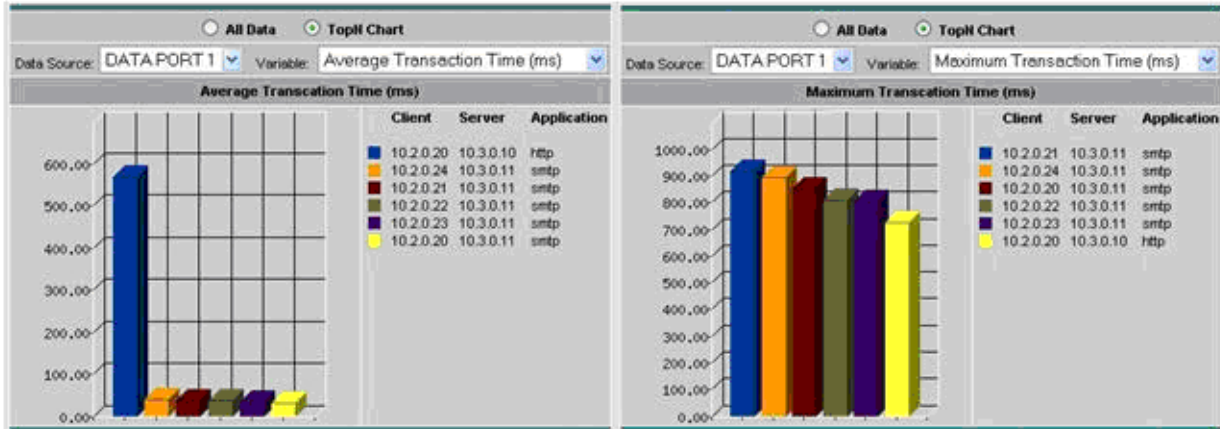 All Data TopN Chart
Data Source: DATA PORT 1 Variable: Average Transaction Time (ms)
Average Transcation Time (ms)
Client Server Application
10.2.0.20 10.3.0.10 http
10.2.0.24 10.3.0.11 smtp
10.2.0.21 10.3.0.11 smtp
10.2.0.22 10.3.0.11 smtp
10.2.0.23 10.3.0.11 smtp
10.2.0.20 10.3.0.11 smtp
600.00
500.00
400.00
300.00
200.00
100.00
0.00
All Data TopN Chart
Data Source: DATA PORT 1 Variable: Maximum Transaction Time (ms)
Maximum Transcation Time (ms)
Client Server Application
10.2.0.21 10.3.0.11 smtp
10.2.0.24 10.3.0.11 smtp
10.2.0.20 10.3.0.11 smtp
10.2.0.22 10.3.0.11 smtp
10.2.0.23 10.3.0.11 smtp
10.2.0.20 10.3.0.10 http
1000.00
900.00
800.00
700.00
600.00
500.00
400.00
300.00
200.00
100.00
0.00